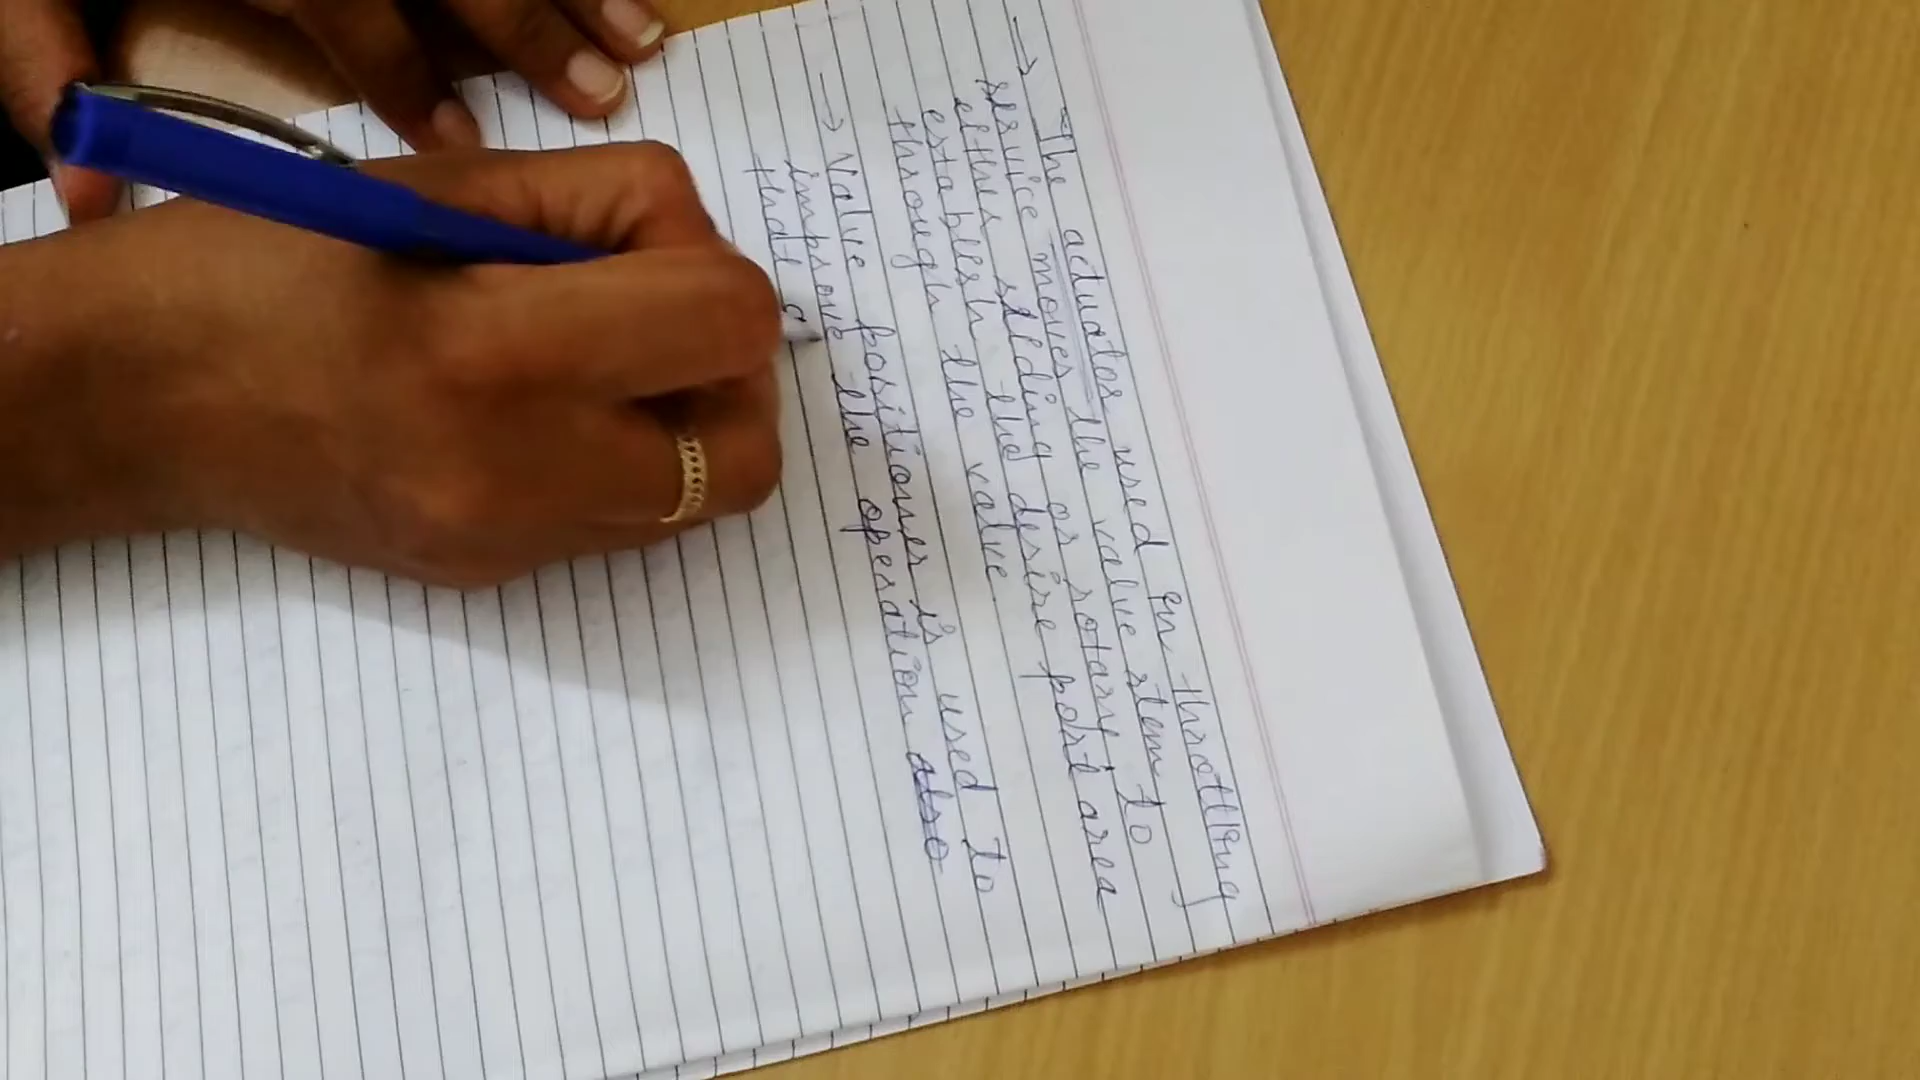 → The actuator used in throttling
service moves the valve stem to
either sliding or rotary port area
establish the desire
through the valve
→ Valve positioner is used to
improve the operation also
that